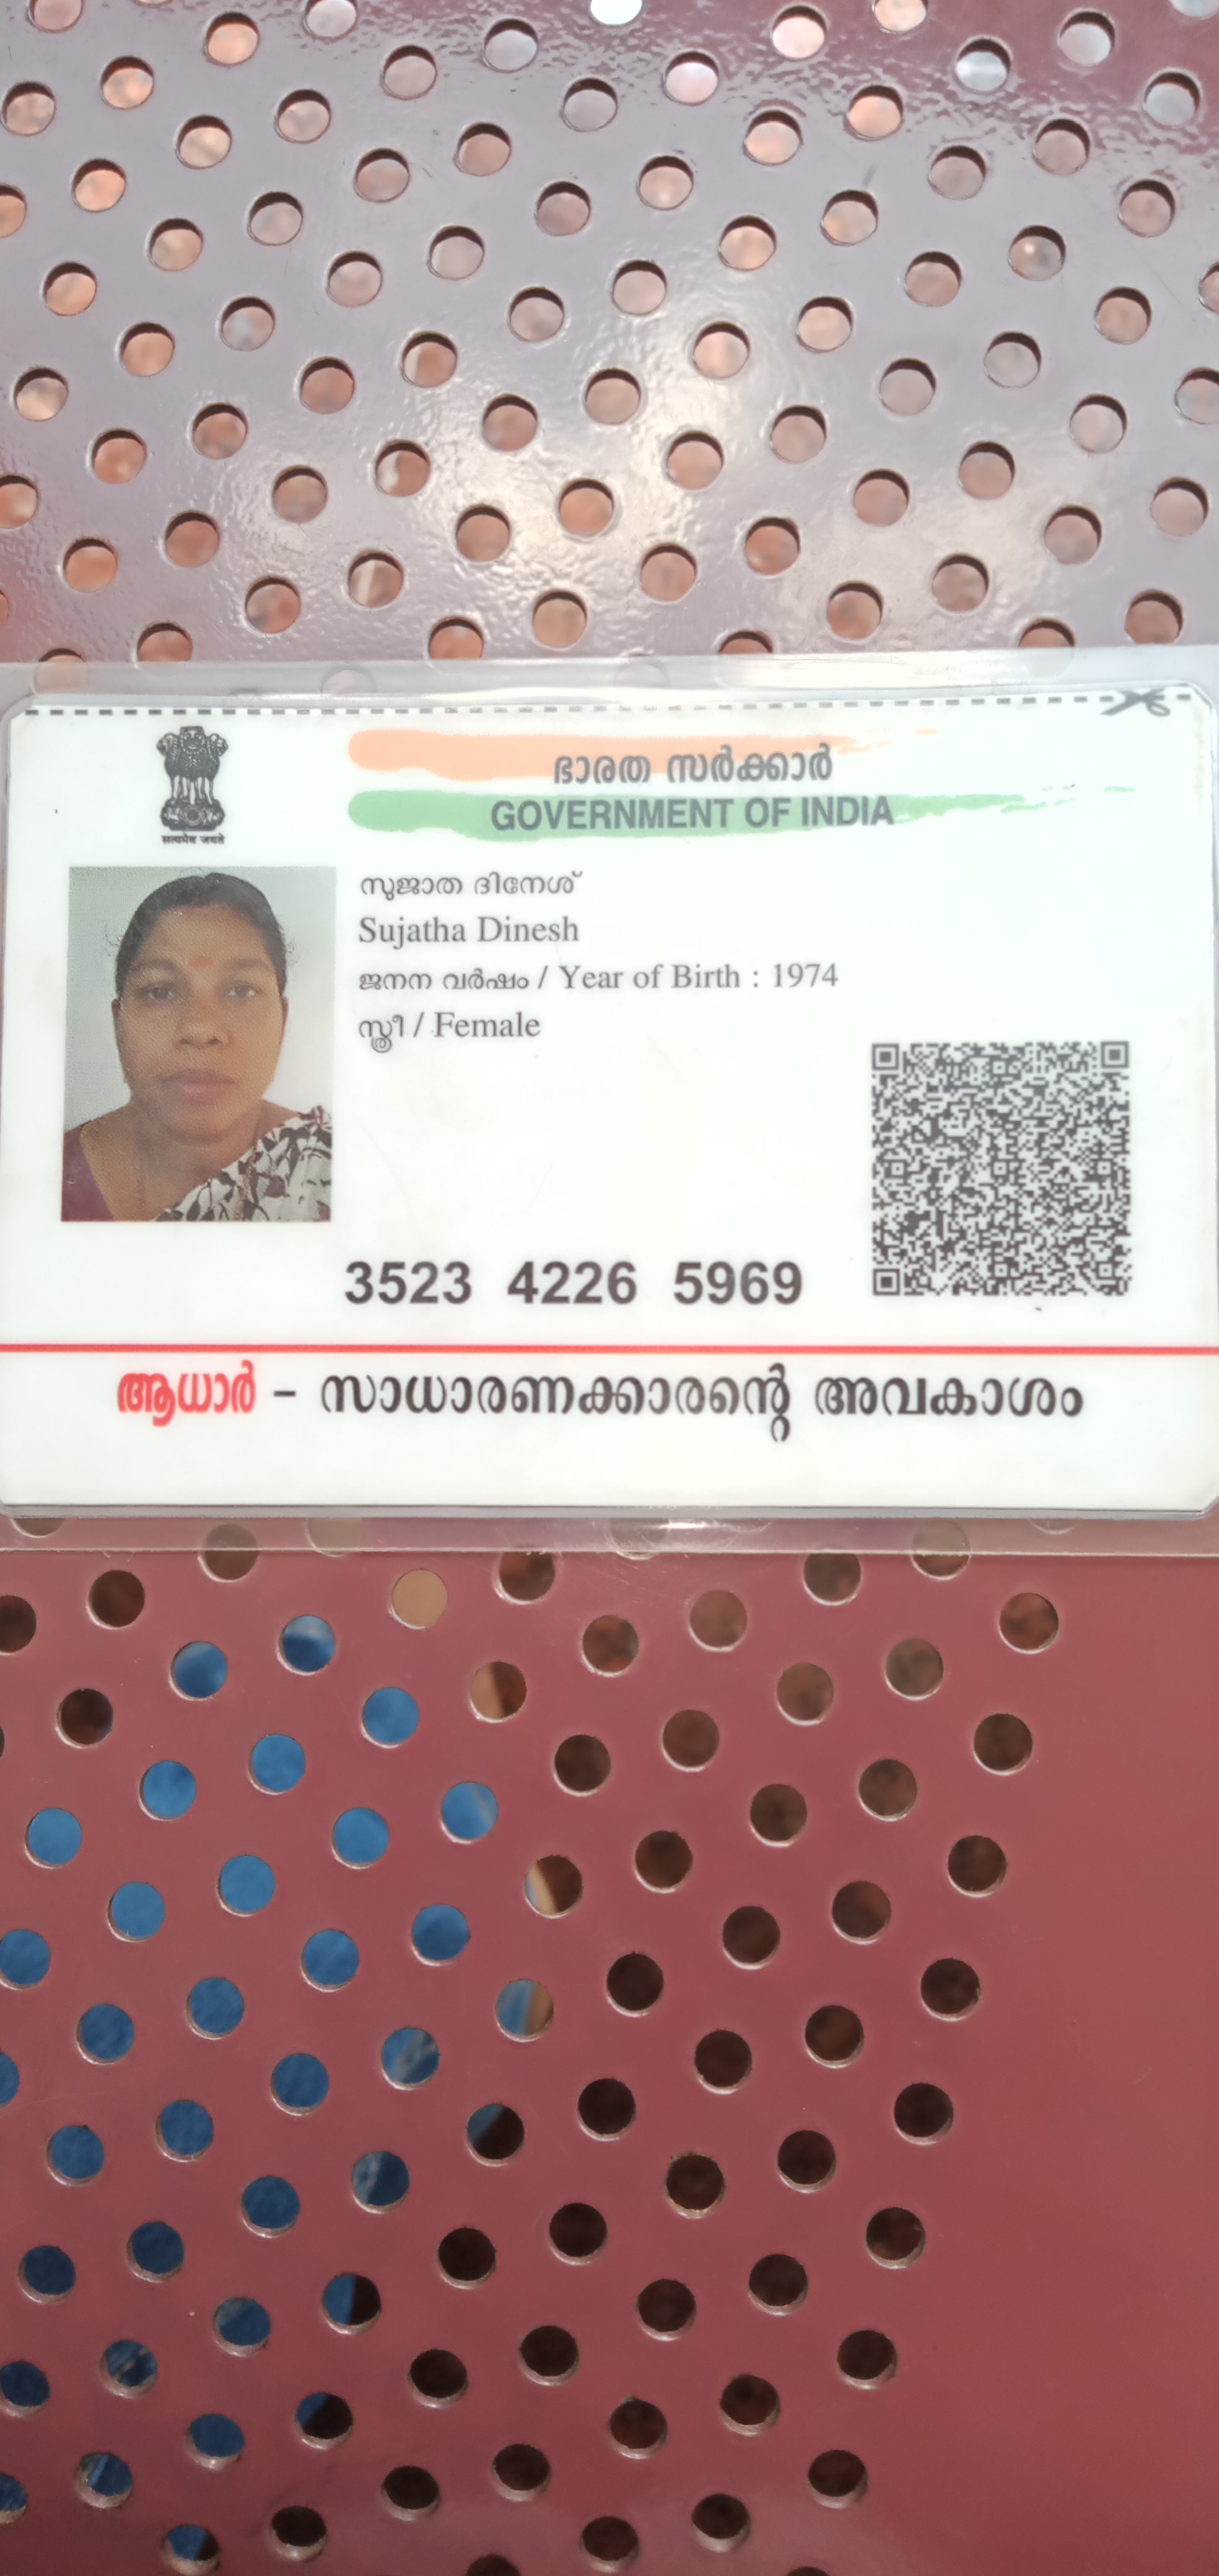 सत्यमेव जयते
ഭാരത സർക്കാർ
GOVERNMENT OF INDIA
സുജാത ദിനേശ്
Sujatha Dinesh
ജനന വർഷം / Year of Birth : 1974
സ്ത്രീ / Female
3523 4226 5969
ആധാർ – സാധാരണക്കാരന്റെ അവകാശം